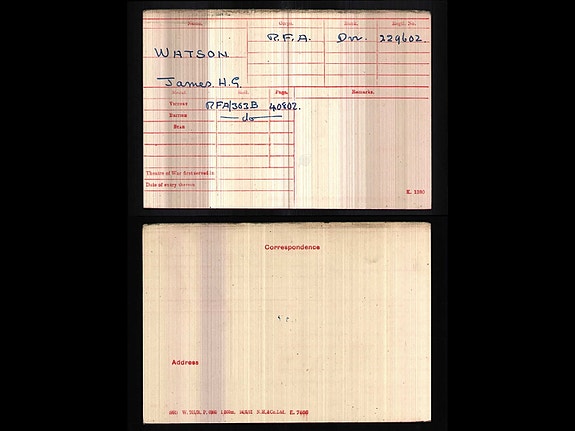 Name. Corps. Rank. Regtl. No.
R.F.A. Dvr. 229602.
WATSON
James H.G.
Medal. Roll. Page. Remarks.
VICTORY RFA/363B 40802.
BRITISH — do —
STAR
Theatre of War first served in
Date of entry therein
K. 1380
Correspondence
Address